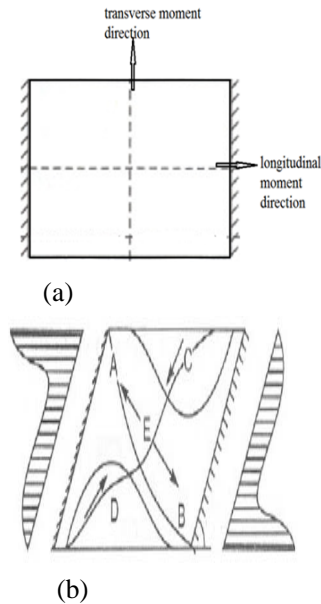 transverse moment
direction
longitudinal
moment
direction
(a)
A
C
E
D
B
(b)